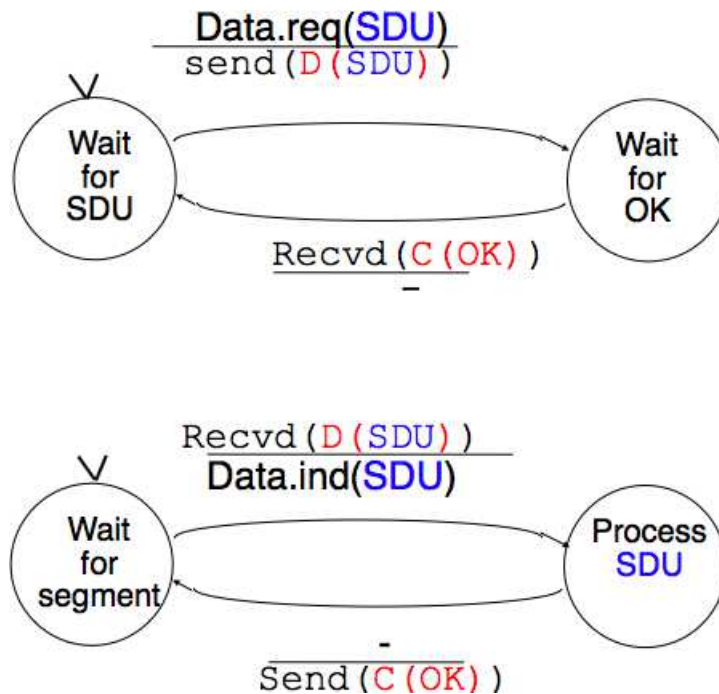 Data.req(SDU)
send(D(SDU))
Wait
for
SDU
Wait
for
OK
Recvd(C(OK))
-
Recvd(D(SDU))
Data.ind(SDU)
Wait
for
segment
Process
SDU
-
Send(C(OK))